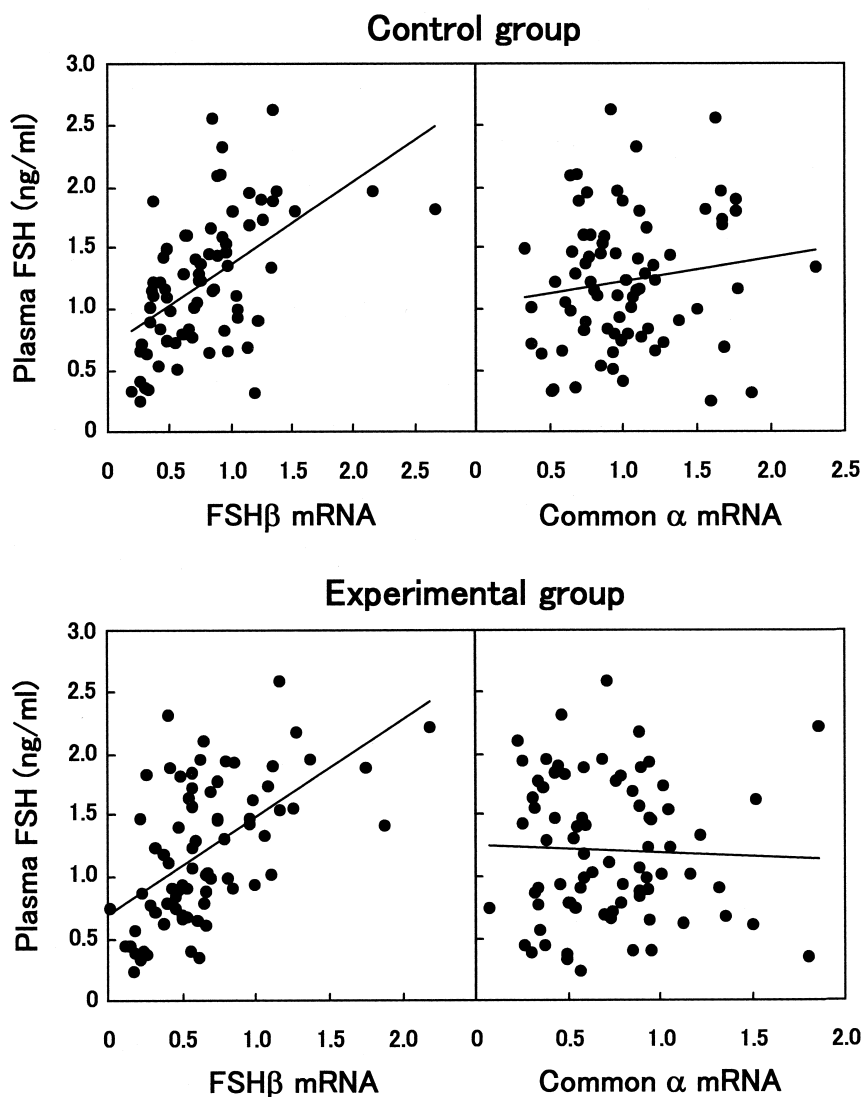 Control group
Plasma FSH (ng/ml)
3.0
2.5
2.0
1.5
1.0
0.5
0
0 0.5 1.0 1.5 2.0 2.5
0 0.5 1.0 1.5 2.0 2.5
FSHβ mRNA
Common α mRNA
Experimental group
Plasma FSH (ng/ml)
3.0
2.5
2.0
1.5
1.0
0.5
0
0 0.5 1.0 1.5 2.0
0 0.5 1.0 1.5 2.0
FSHβ mRNA
Common α mRNA